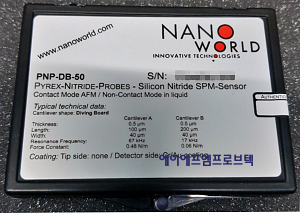 www.nanoworld.com
NANO
WORLD
INNOVATIVE TECHNOLOGIES
PNP-DB-50
S/N:
PYREX-NITRIDE-PROBES - Silicon Nitride SPM-Sensor
Contact Mode AFM / Non-Contact Mode in liquid
Typical technical data:
Cantilever shape: Diving Board
Cantilever A Cantilever B
Thickness 0.5 µm 0.5 µm
Length 100 µm 200 µm
Width 40 µm 40 µm
Resonance Frequency 67 kHz 17 kHz
Force Constant 0.48 N/m 0.06 N/m
Coating: Tip side: none / Detector side:
AUTHENTI